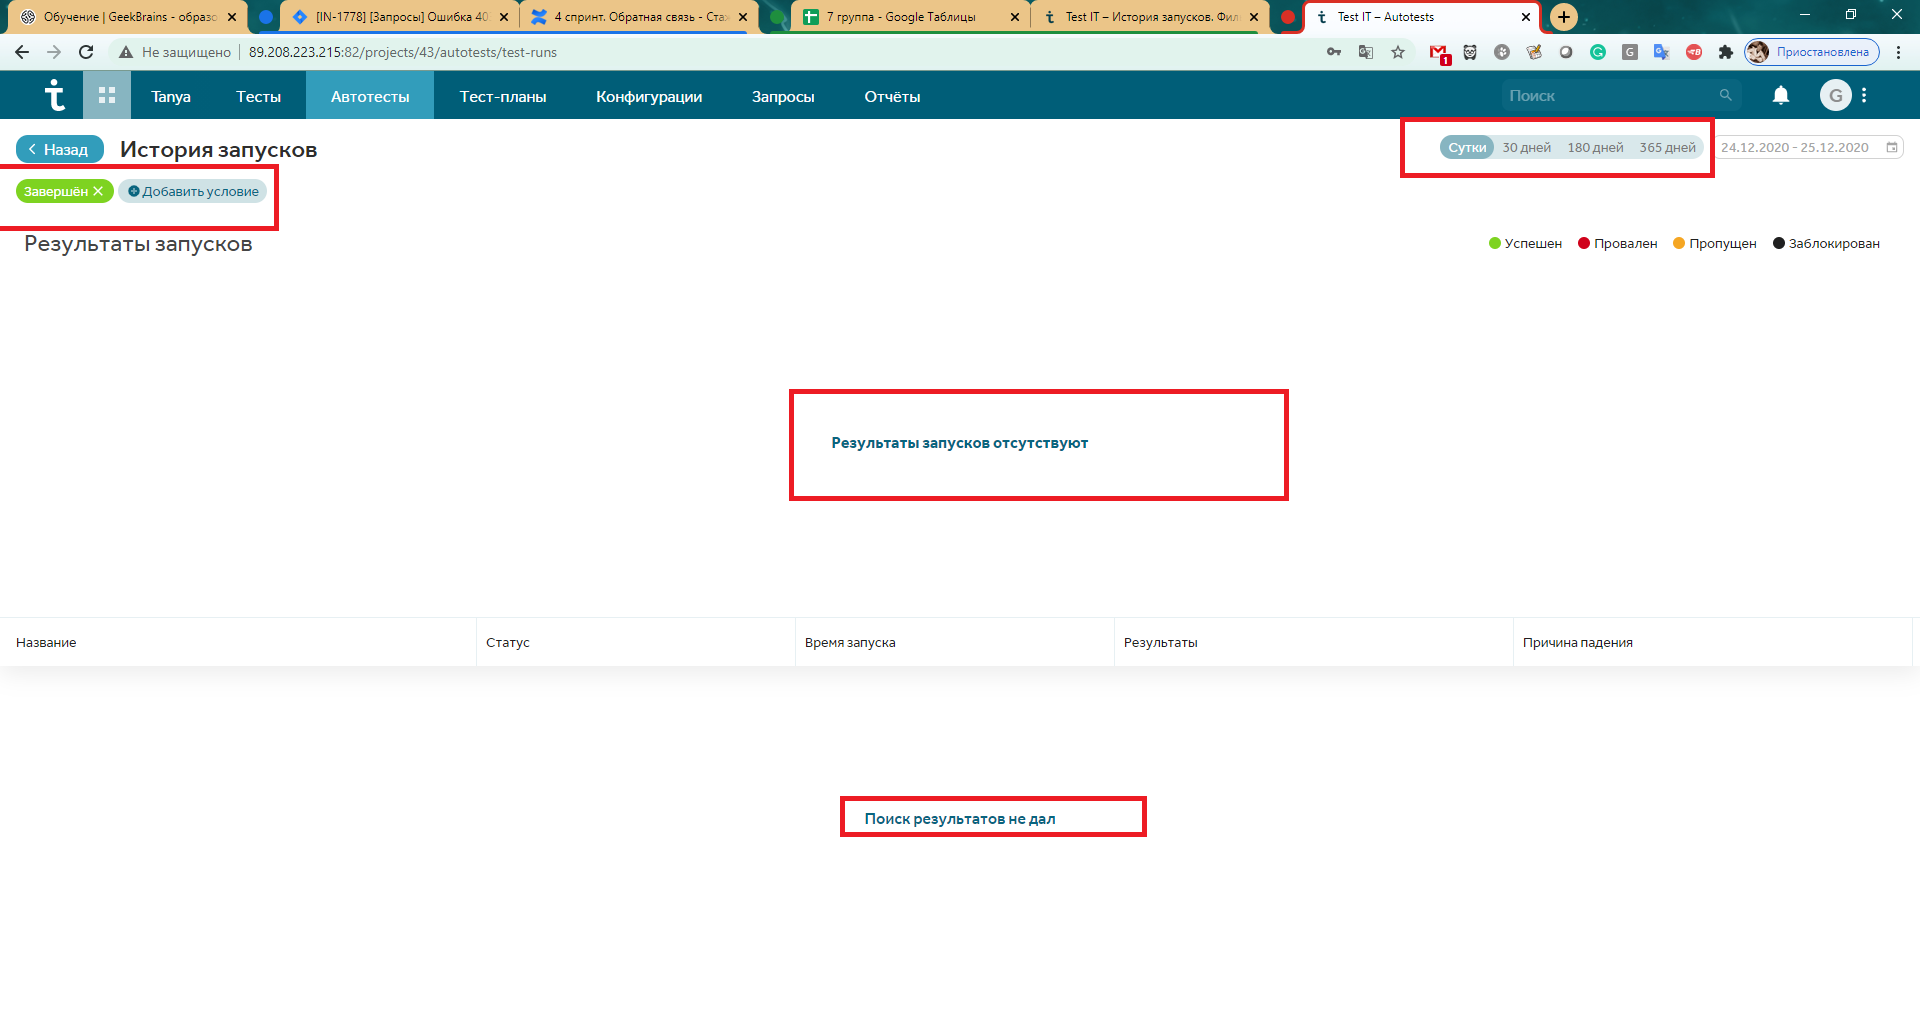 Обучение | GeekBrains - образо
[IN-1778] [Запросы] Ошибка 40
4 спринт. Обратная связь - Ста
7 группа - Google Таблицы
Test IT – История запусков. Фил
Test IT – Autotests
Не защищено
89.208.223.215:82/projects/43/autotests/test-runs
1
Приостановлена
Tanya
Тесты
Автотесты
Тест-планы
Конфигурации
Запросы
Отчёты
Поиск
G
Назад
История запусков
Сутки
30 дней
180 дней
365 дней
24.12.2020 - 25.12.2020
Завершён
Добавить условие
Результаты запусков
Успешен
Провален
Пропущен
Заблокирован
Результаты запусков отсутствуют
Название
Статус
Время запуска
Результаты
Причина падения
Поиск результатов не дал